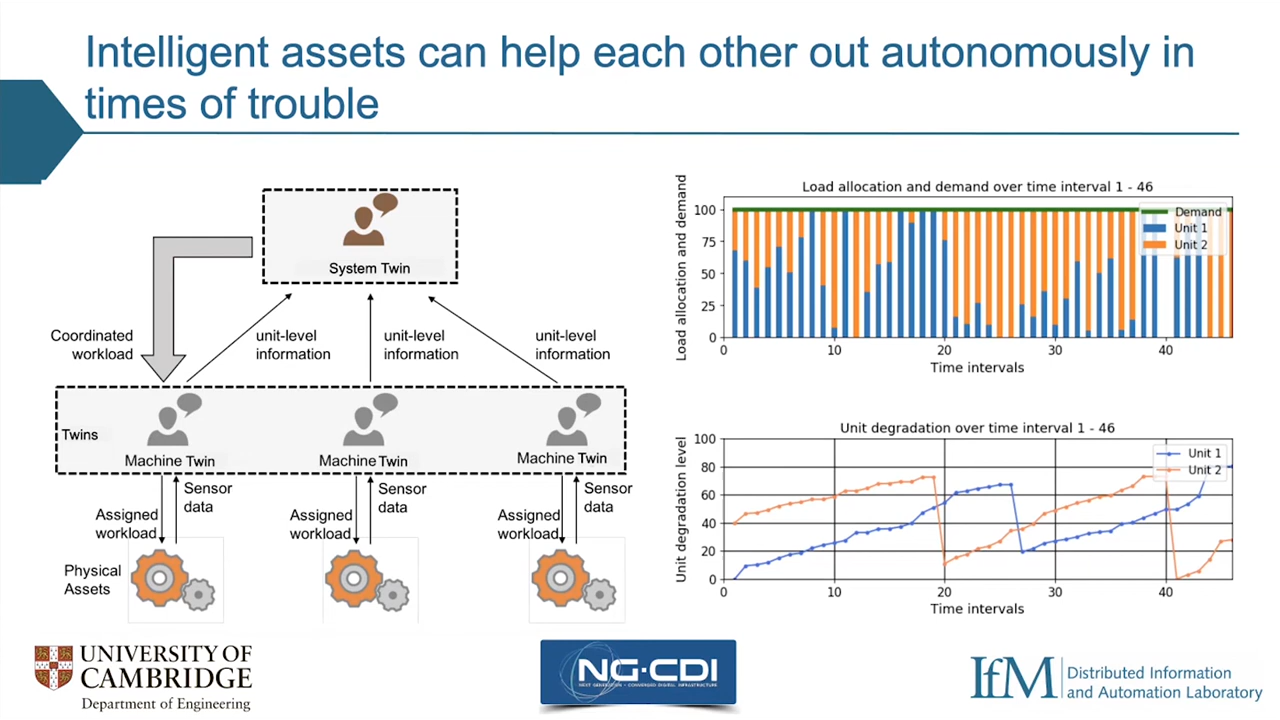 Intelligent assets can help each other out autonomously in
times of trouble
System Twin
Coordinated
workload
unit-level
information
unit-level
information
unit-level
information
Twins
Machine Twin
Machine Twin
Machine Twin
Assigned
workload
Sensor
data
Assigned
workload
Sensor
data
Assigned
workload
Sensor
data
Physical
Assets
Load allocation and demand over time interval 1 - 46
Load allocation and demand
100
75
50
25
0
Demand
Unit 1
Unit 2
0 10 20 30 40
Time intervals
Unit degradation over time interval 1 - 46
Unit degradation level
100
80
60
40
20
0
Unit 1
Unit 2
0 10 20 30 40
Time intervals
UNIVERSITY OF
CAMBRIDGE
Department of Engineering
NG-CDI
NEXT GENERATION - CONVERGED DIGITAL INFRASTRUCTURE
IfM
Distributed Information
and Automation Laboratory